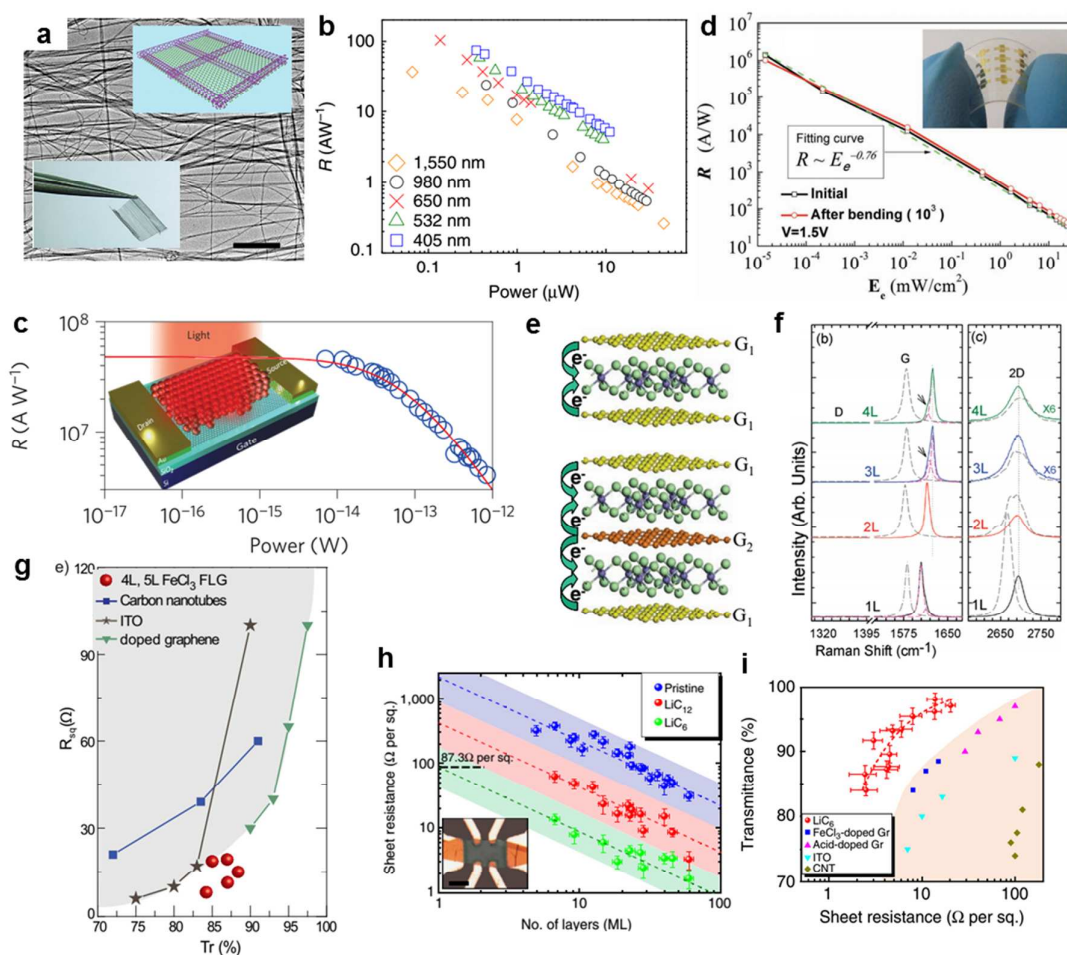 a
b
R (AW⁻¹)
100
10
1
0.1
0.1
1
10
Power (μW)
1,550 nm
980 nm
650 nm
532 nm
405 nm
d
R (A/W)
10⁷
10⁶
10⁵
10⁴
10³
10²
10¹
Fitting curve
R ~ Eₑ⁻⁰·⁷⁶
Initial
After bending (10³)
V=1.5V
10⁻⁵
10⁻⁴
10⁻³
10⁻²
10⁻¹
10⁰
10¹
Eₑ (mW/cm²)
c
R (A W⁻¹)
10⁸
10⁷
Light
Source
Drain
Au
SiO₂
Si
Gate
10⁻¹⁷
10⁻¹⁶
10⁻¹⁵
10⁻¹⁴
10⁻¹³
10⁻¹²
Power (W)
e
e⁻
G₁
e⁻
G₁
G₁
e⁻
G₂
e⁻
G₁
f
(b)
(c)
G
2D
D
4L
4L
X6
3L
3L
X6
2L
2L
1L
1L
Intensity (Arb. Units)
1320
1395
1575
1650
2650
2780
Raman Shift (cm⁻¹)
g
e)
120
90
60
30
0
Rsq(Ω)
4L, 5L FeCl₃ FLG
Carbon nanotubes
ITO
doped graphene
70
75
80
85
90
95
100
Tr (%)
h
Sheet resistance (Ω per sq.)
1,000
100
10
1
87.3Ω per sq.
Pristine
LiC₁₂
LiC₆
1
10
100
No. of layers (ML)
i
Transmittance (%)
100
90
80
70
LiC₆
FeCl₃-doped Gr
Acid-doped Gr
ITO
CNT
1
10
100
Sheet resistance (Ω per sq.)